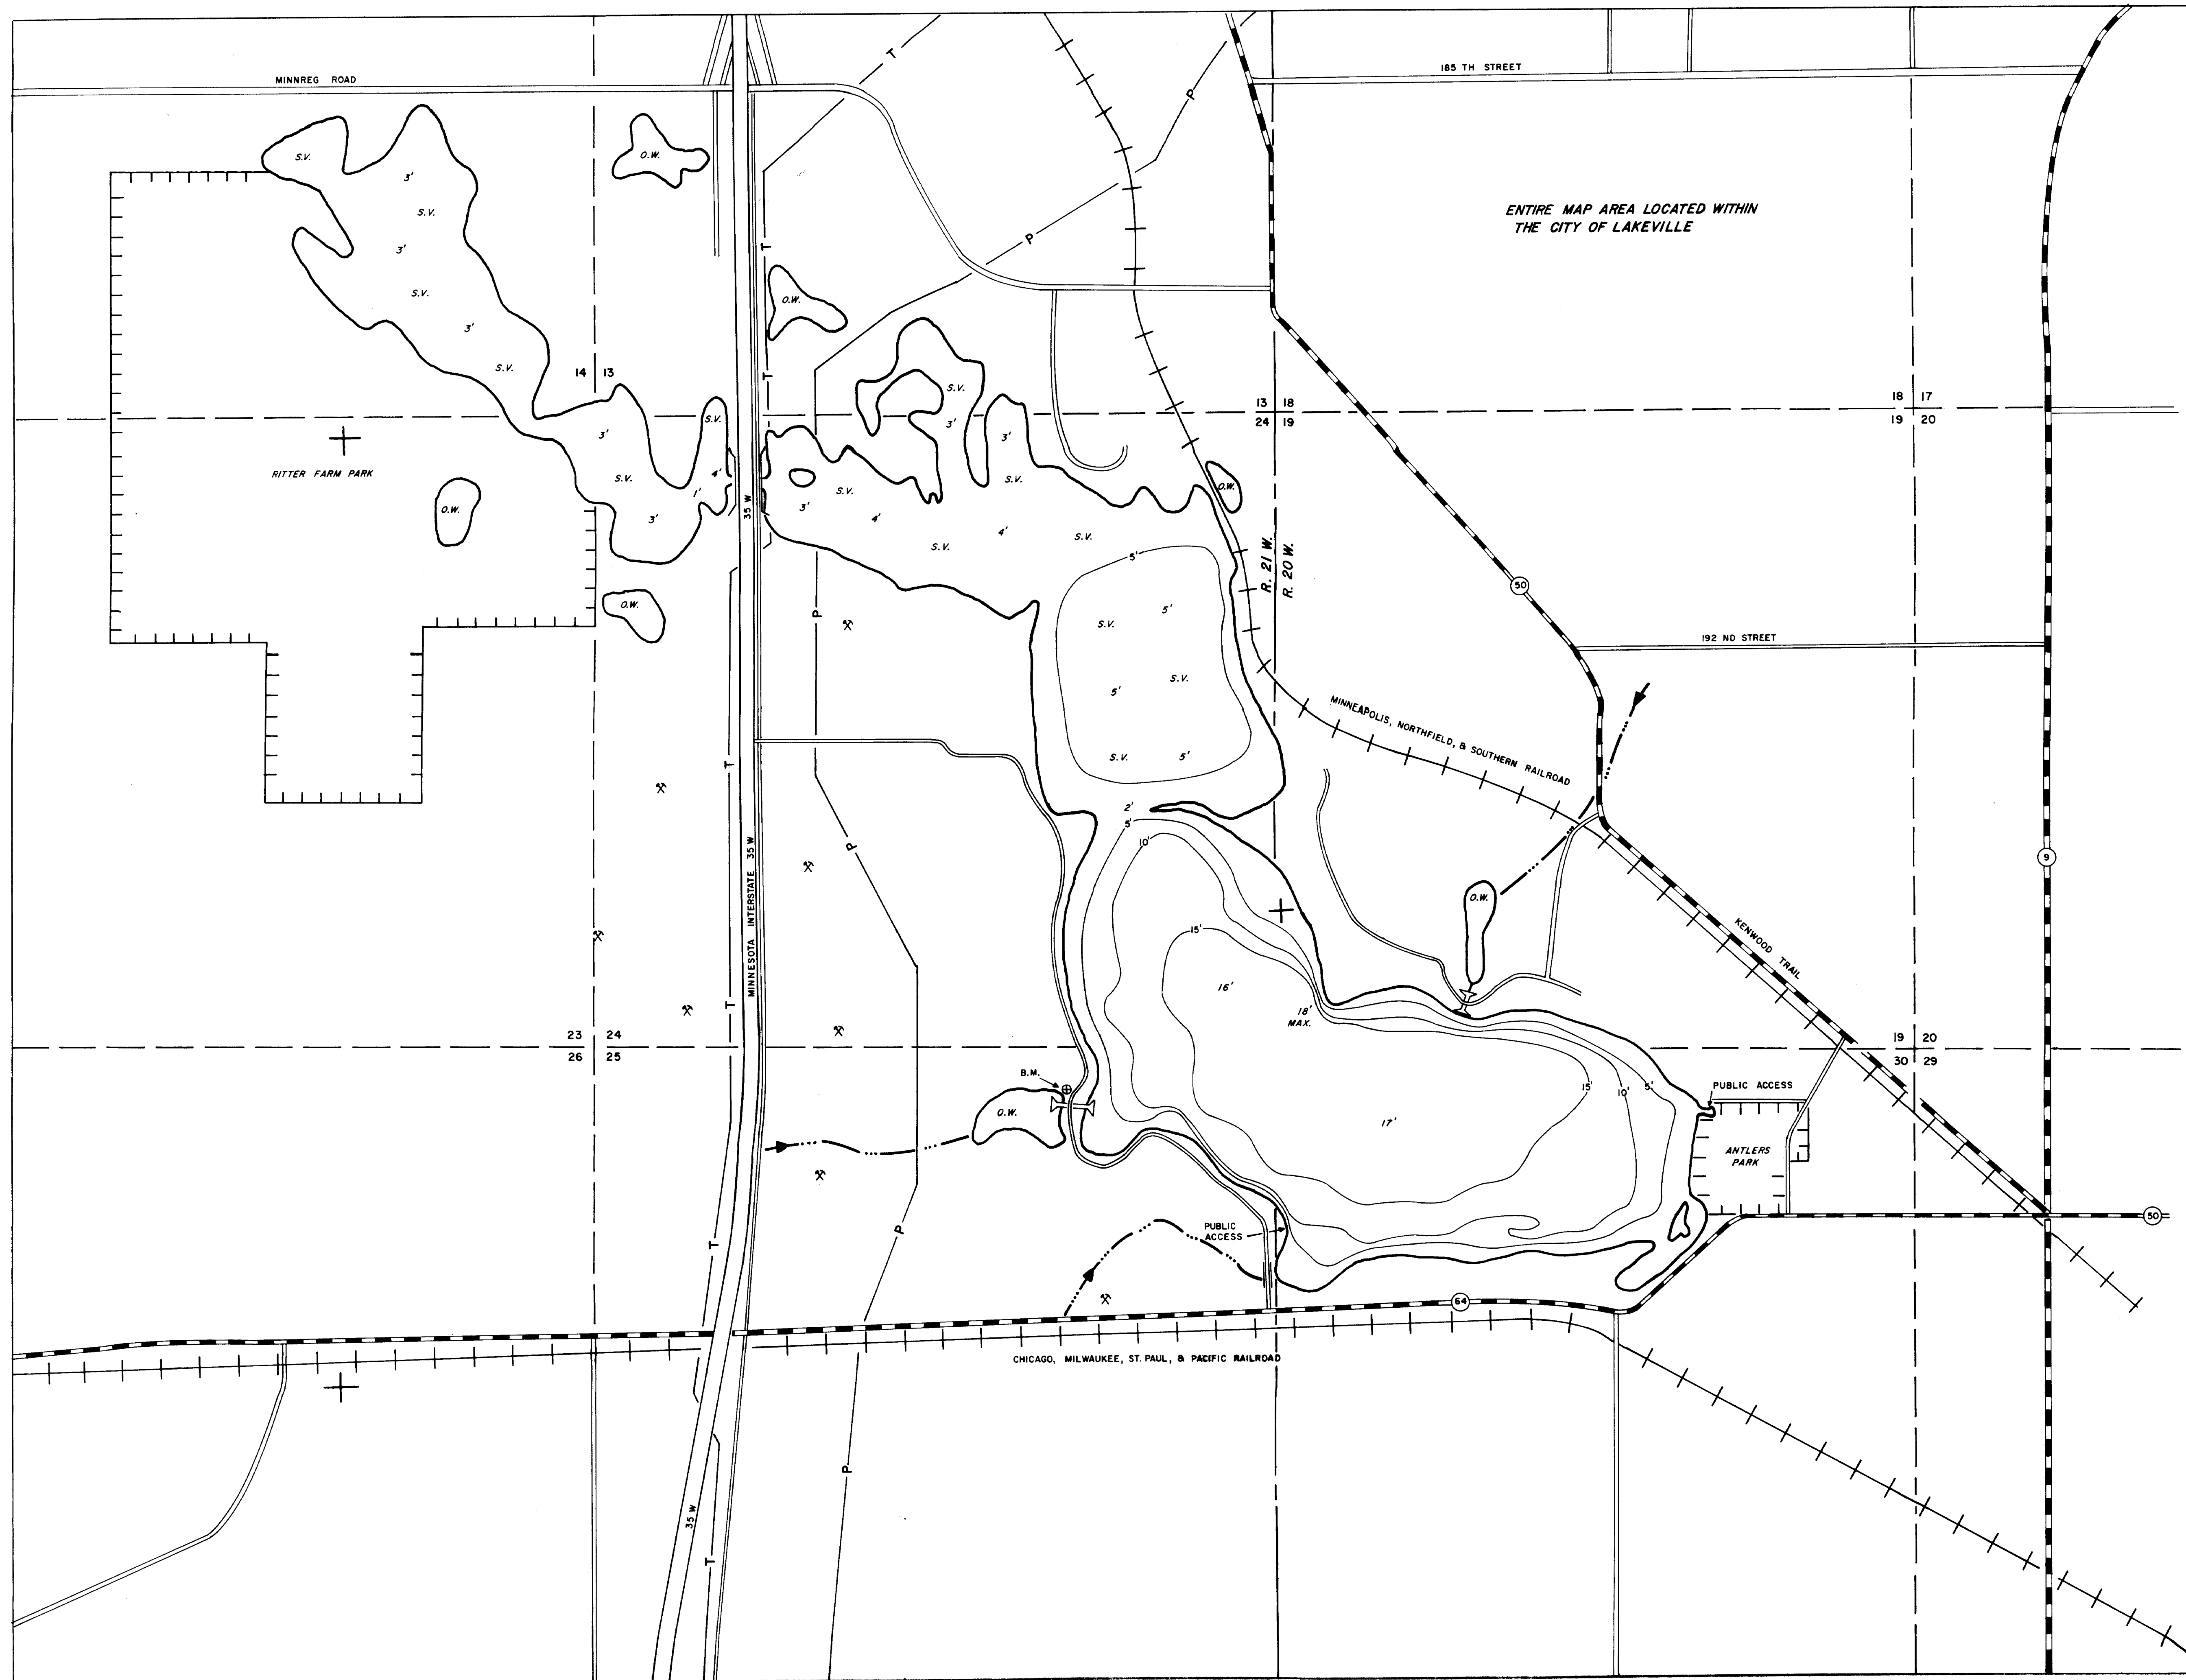 MINNREG ROAD
185 TH STREET
T
P
S.V.
O.W.
3'
ENTIRE MAP AREA LOCATED WITHIN
THE CITY OF LAKEVILLE
S.V.
3'
P
T
S.V.
O.W.
3'
S.V.
14 13
T
S.V.
13 18
24 19
18 17
19 20
S.V.
3'
3'
3'
RITTER FARM PARK
4'
S.V.
1'
S.V.
S.V.
O.W.
O.W.
3'
3'
4'
35 W
4'
S.V.
S.V.
5'
R. 21 W.
R. 20 W.
50
O.W.
P
S.V.
5'
192 ND STREET
5'
S.V.
MINNEAPOLIS, NORTHFIELD, & SOUTHERN RAILROAD
S.V.
5'
T
2'
5'
10'
P
9
MINNESOTA INTERSTATE 35 W
O.W.
KENWOOD TRAIL
15'
16'
18'
MAX.
T
23 24
26 25
19 20
30 29
B.M.
15'
10'
5'
PUBLIC ACCESS
O.W.
17'
ANTLERS
PARK
PUBLIC
ACCESS
50
P
T
64
CHICAGO, MILWAUKEE, ST. PAUL, & PACIFIC RAILROAD
P
35 W
T